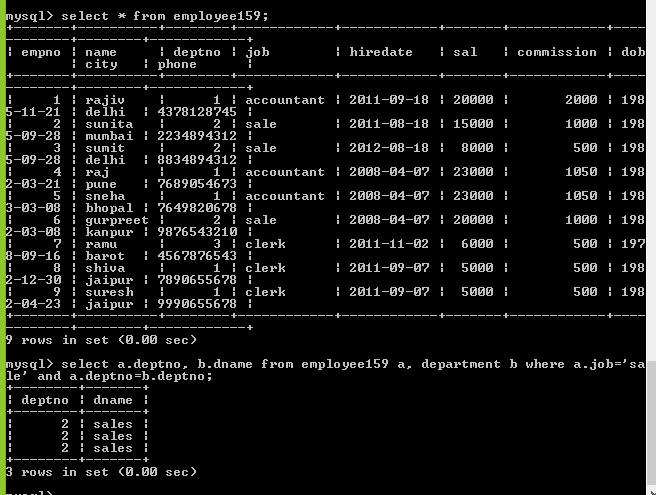 mysql> select * from employee159;
+-------+----------+--------+------------+------------+-------+------------+----
--------+--------+------------+
| empno | name     | deptno | job        | hiredate   | sal   | commission | dob
        | city   | phone      |
+-------+----------+--------+------------+------------+-------+------------+----
--------+--------+------------+
|     1 | rajiv    |      1 | accountant | 2011-09-18 | 20000 |       2000 | 198
5-11-21 | delhi  | 4378128745 |
|     2 | sunita   |      2 | sale       | 2011-08-18 | 15000 |       1000 | 198
5-09-28 | mumbai | 2234894312 |
|     3 | sumit    |      2 | sale       | 2012-08-18 |  8000 |        500 | 198
5-09-28 | delhi  | 8834894312 |
|     4 | raj      |      1 | accountant | 2008-04-07 | 23000 |       1050 | 198
2-03-21 | pune   | 7689054673 |
|     5 | sneha    |      1 | accountant | 2008-04-07 | 23000 |       1050 | 198
3-03-08 | bhopal | 7649820678 |
|     6 | gurpreet |      2 | sale       | 2008-04-07 | 20000 |       1000 | 198
2-03-08 | kanpur | 9876543210 |
|     7 | ramu     |      3 | clerk      | 2011-11-02 |  6000 |        500 | 197
8-09-16 | barot  | 4567876543 |
|     8 | shiva    |      1 | clerk      | 2011-09-07 |  5000 |        500 | 198
2-12-30 | jaipur | 7890655678 |
|     9 | suresh   |      1 | clerk      | 2011-09-07 |  5000 |        500 | 198
2-04-23 | jaipur | 9990655678 |
+-------+----------+--------+------------+------------+-------+------------+----
--------+--------+------------+
9 rows in set (0.00 sec)
mysql> select a.deptno, b.dname from employee159 a, department b where a.job='sa
le' and a.deptno=b.deptno;
+--------+-------+
| deptno | dname |
+--------+-------+
|      2 | sales |
|      2 | sales |
|      2 | sales |
+--------+-------+
3 rows in set (0.00 sec)
mysql>